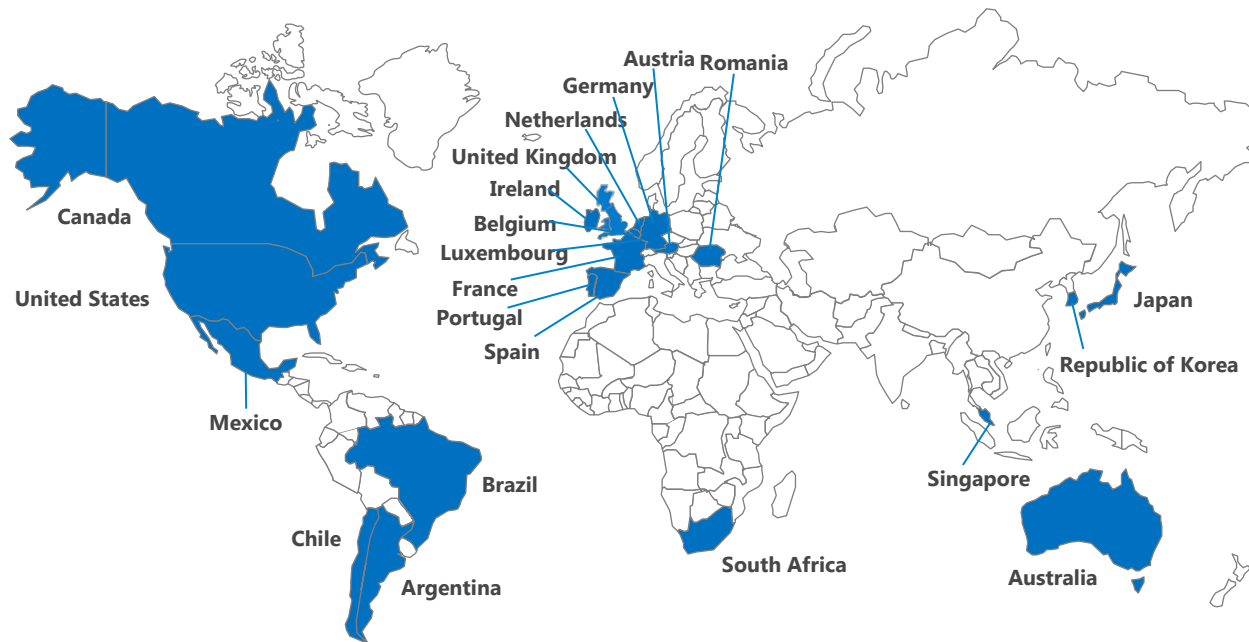 Austria
Romania
Germany
Netherlands
United Kingdom
Ireland
Canada
Belgium
Luxembourg
France
United States
Portugal
Spain
Japan
Republic of Korea
Mexico
Singapore
Brazil
Chile
South Africa
Australia
Argentina